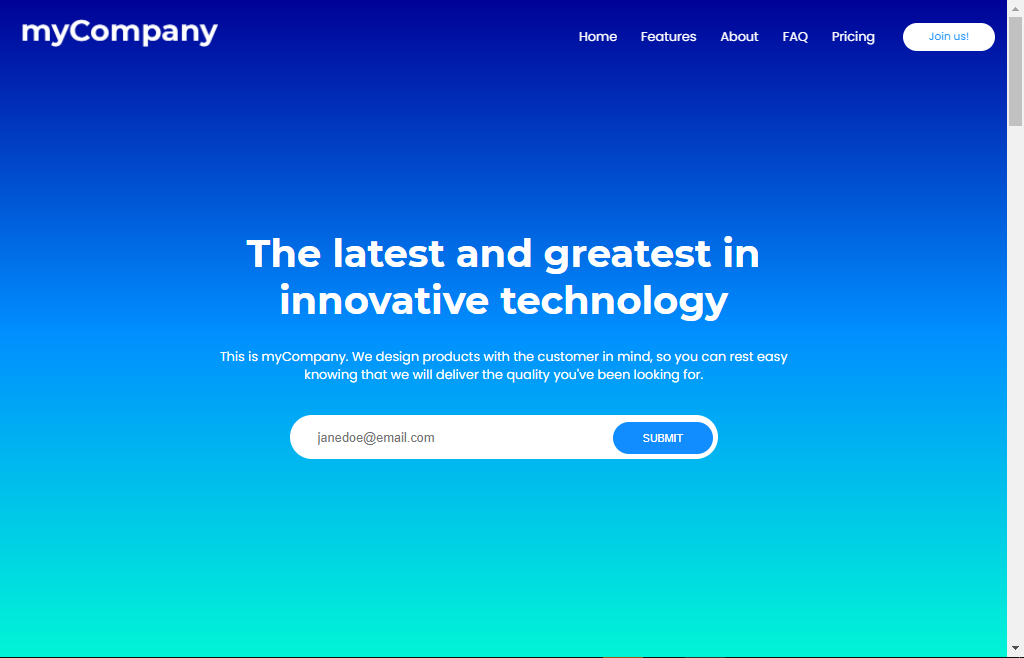 myCompany
Home Features About FAQ Pricing Join us!
The latest and greatest in
innovative technology
This is myCompany. We design products with the customer in mind, so you can rest easy
knowing that we will deliver the quality you've been looking for.
janedoe@email.com SUBMIT